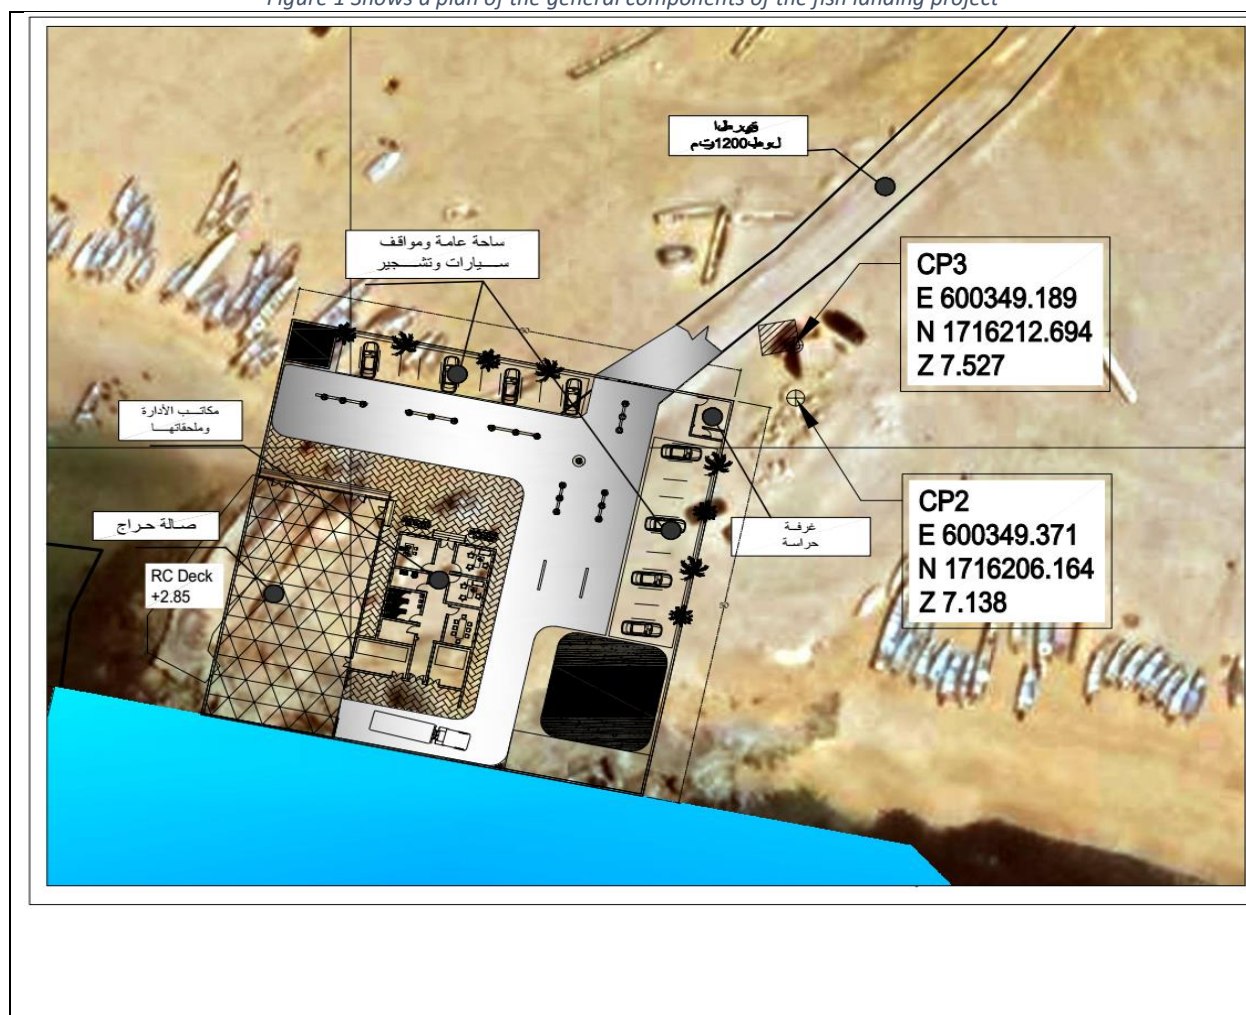 Figure 1 Shows a plan of the general components of the fish landing project
ساحة عامة ومواقف
سيارات وتشجير
CP3
E 600349.189
N 1716212.694
Z 7.527
مكاتب الأدارة
وملحقاتها
صالة حراج
RC Deck
+2.85
غرفة
حراسة
CP2
E 600349.371
N 1716206.164
Z 7.138